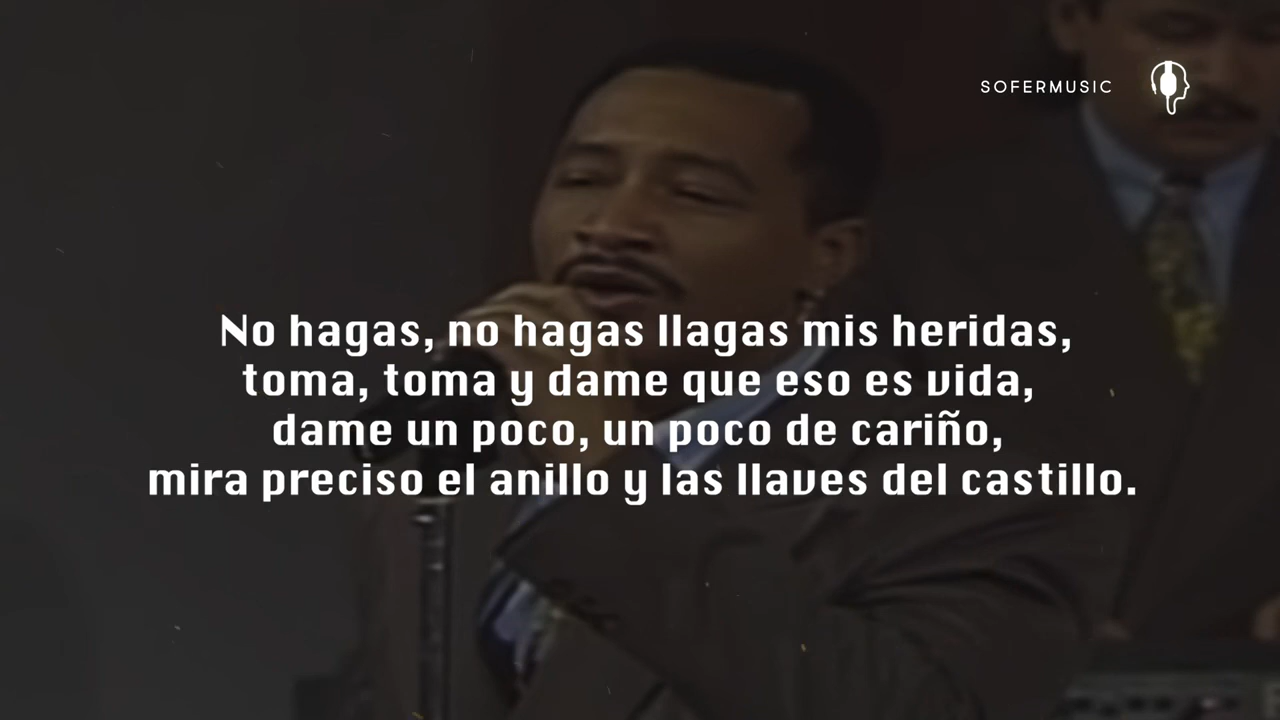 SOFERMUSIC
No hagas, no hagas llagas mis heridas,
toma, toma y dame que eso es vida,
dame un poco, un poco de cariño,
mira preciso el anillo y las llaves del castillo.